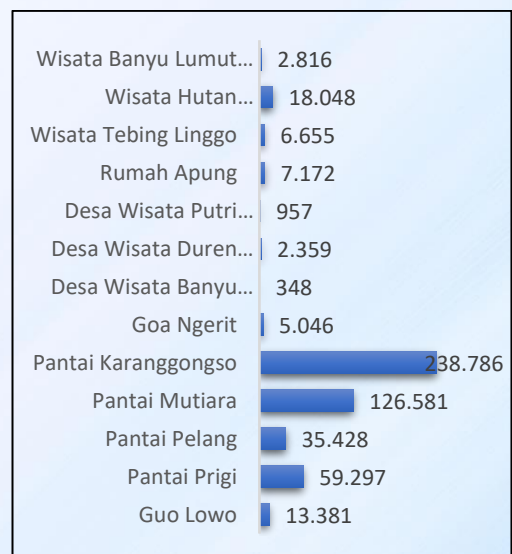 Wisata Banyu Lumut… 2.816
Wisata Hutan… 18.048
Wisata Tebing Linggo 6.655
Rumah Apung 7.172
Desa Wisata Putri… 957
Desa Wisata Duren… 2.359
Desa Wisata Banyu… 348
Goa Ngerit 5.046
Pantai Karanggongso 238.786
Pantai Mutiara 126.581
Pantai Pelang 35.428
Pantai Prigi 59.297
Guo Lowo 13.381